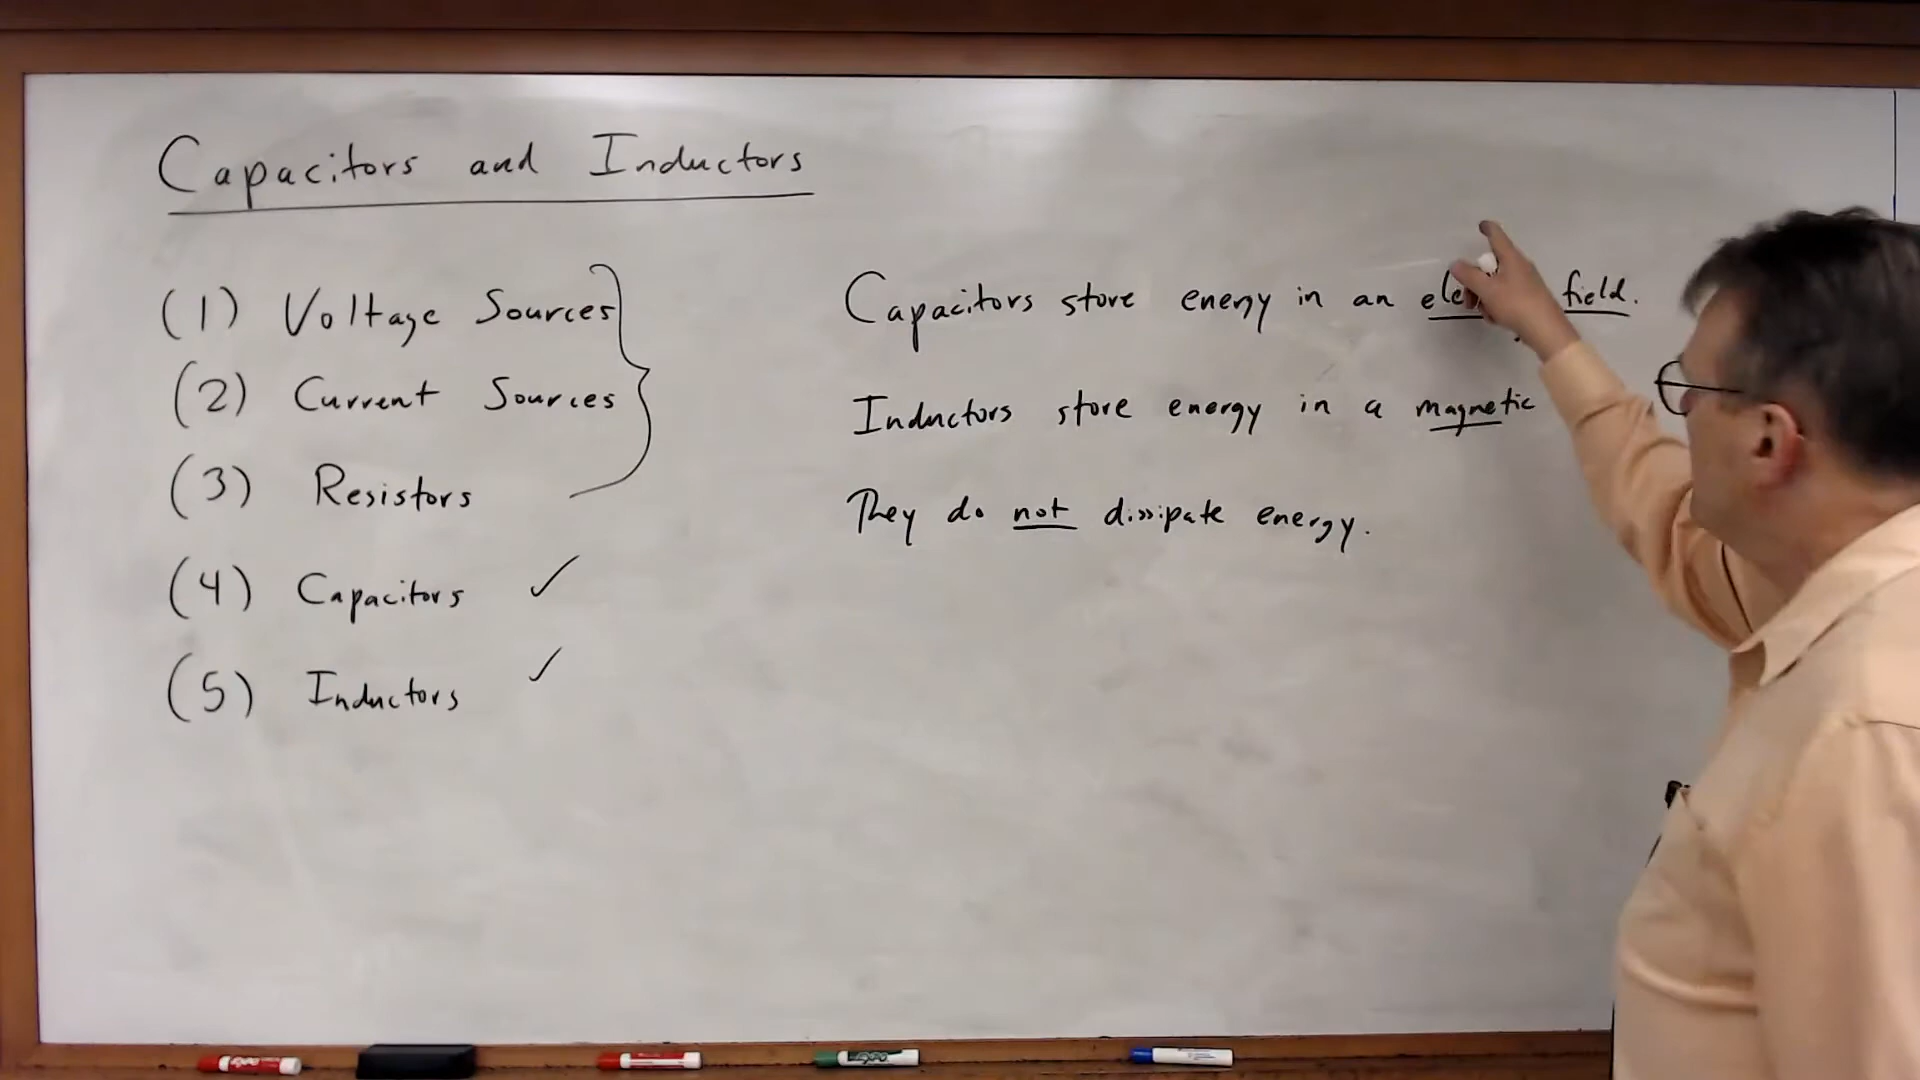 Capacitors and Inductors
(1) Voltage Sources
(2) Current Sources
(3) Resistors
(4) Capacitors ✓
(5) Inductors ✓
Capacitors store energy in an field.
Inductors store energy in a magnetic
They do not dissipate energy.